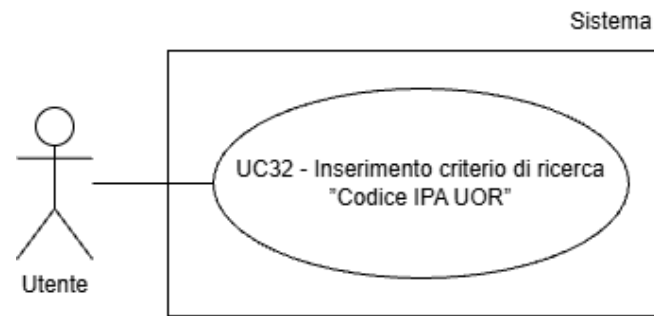 Sistema
UC32 - Inserimento criterio di ricerca
"Codice IPA UOR"
Utente